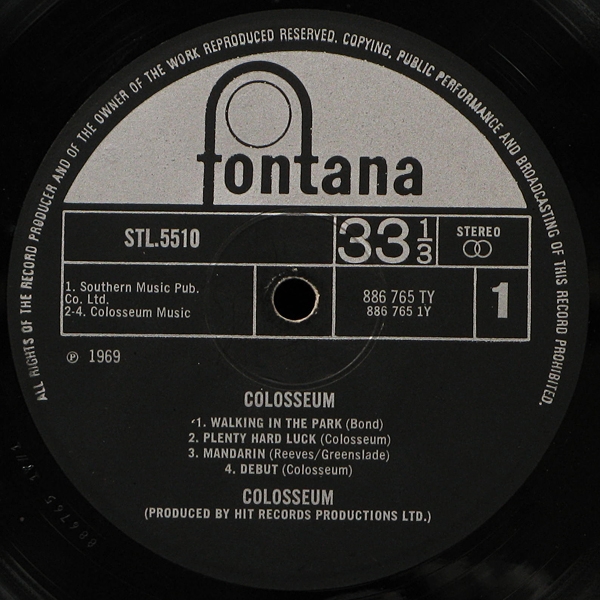 ALL RIGHTS OF THE RECORD PRODUCER AND OF THE OWNER OF THE WORK REPRODUCED RESERVED. COPYING, PUBLIC PERFORMANCE AND BROADCASTING OF THIS RECORD PROHIBITED.
fontana
STL.5510
33 1/3
STEREO
1. Southern Music Pub.
Co. Ltd.
2-4. Colosseum Music
886 765 TY
886 765 1Y
1
℗ 1969
COLOSSEUM
1. WALKING IN THE PARK (Bond)
2. PLENTY HARD LUCK (Colosseum)
3. MANDARIN (Reeves/Greenslade)
4. DEBUT (Colosseum)
COLOSSEUM
(PRODUCED BY HIT RECORDS PRODUCTIONS LTD.)